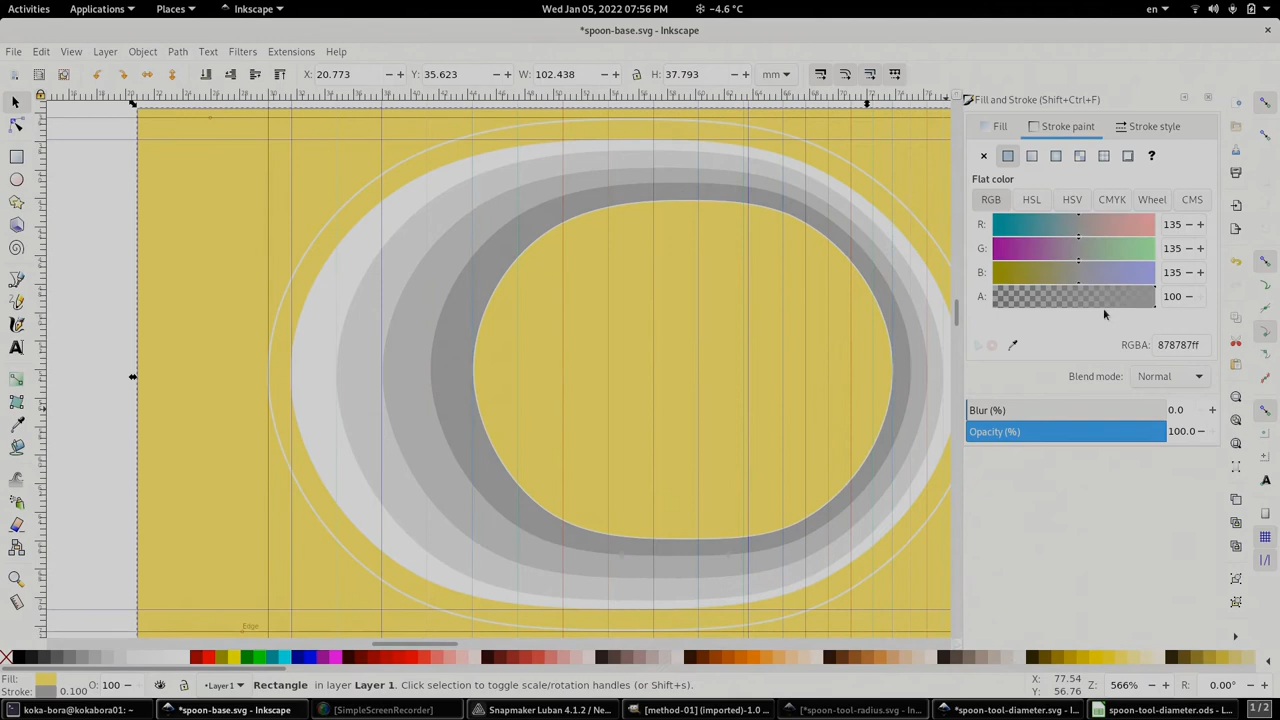 Activities Applications Places Inkscape Wed Jan 05, 2022 07:56 PM −4.6 °C en
*spoon-base.svg - Inkscape
File Edit View Layer Object Path Text Filters Extensions Help
X: 20.773 Y: 35.623 W: 102.438 H: 37.793 mm
Fill and Stroke (Shift+Ctrl+F)
Fill Stroke paint Stroke style
Flat color
RGB HSL HSV CMYK Wheel CMS
R: 135
G: 135
B: 135
A: 100
RGBA: 878787ff
Blend mode: Normal
Blur (%) 0.0
Opacity (%) 100.0
Edge
Fill: Stroke: 0.100 O: 100 •Layer 1 Rectangle in layer Layer 1. Click selection to toggle scale/rotation handles (or Shift+s). X: 77.54 Y: 56.76 Z: 566% R: 0.00°
koka-bora@kokabora01: ~ *spoon-base.svg - Inkscape [SimpleScreenRecorder] Snapmaker Luban 4.1.2 / Ne... [method-01] (imported)-1.0 ... [*spoon-tool-radius.svg - Ink... *spoon-tool-diameter.svg - I... spoon-tool-diameter.ods - L... 1 / 2